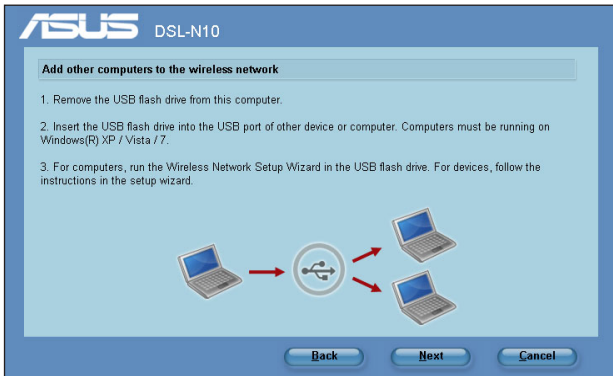 ASUS DSL-N10
Add other computers to the wireless network
1. Remove the USB flash drive from this computer.
2. Insert the USB flash drive into the USB port of other device or computer. Computers must be running on
Windows(R) XP / Vista / 7.
3. For computers, run the Wireless Network Setup Wizard in the USB flash drive. For devices, follow the
instructions in the setup wizard.
Back Next Cancel